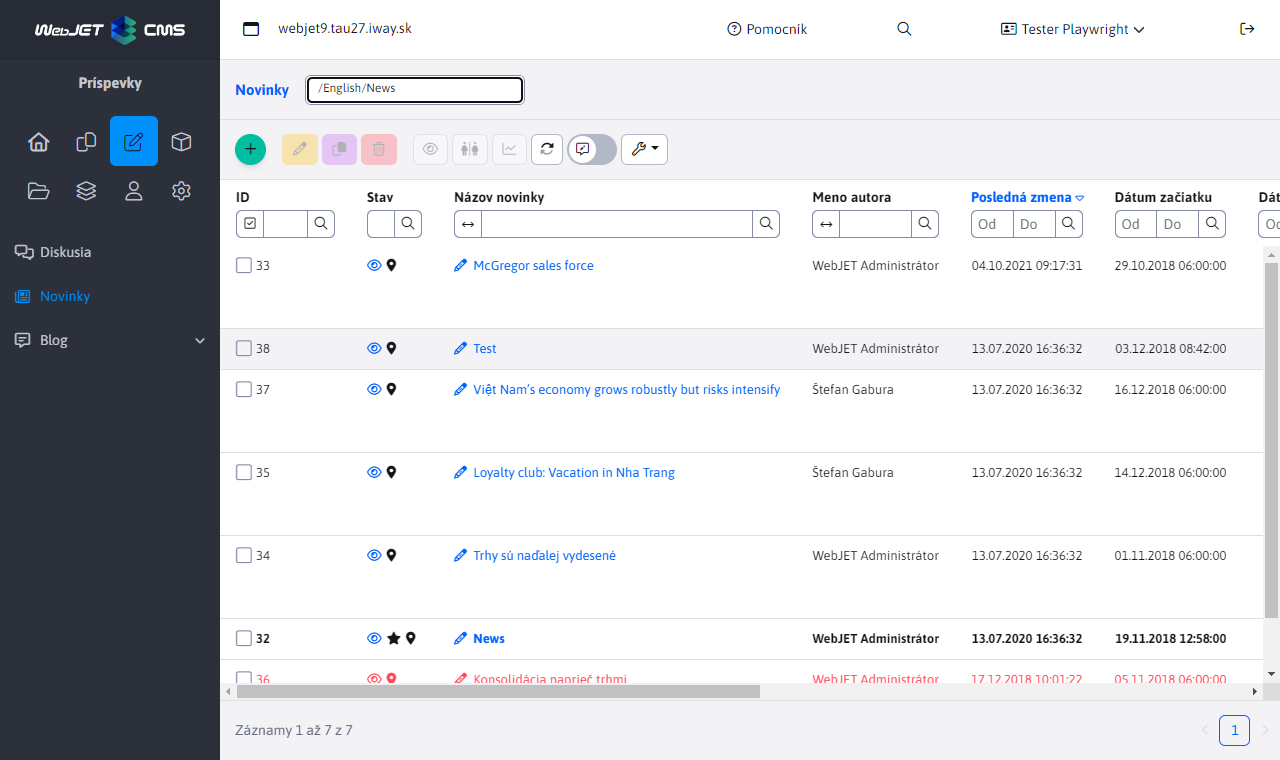 WebJET CMS
webjet9.tau27.iway.sk
Pomocník
Tester Playwright
Príspevky
Diskusia
Novinky
Blog
Novinky
/English/News
ID Stav Názov novinky Meno autora Posledná zmena Dátum začiatku Dát
Od Do Od Do Od
33 McGregor sales force WebJET Administrátor 04.10.2021 09:17:31 29.10.2018 06:00:00
38 Test WebJET Administrátor 13.07.2020 16:36:32 03.12.2018 08:42:00
37 Việt Nam's economy grows robustly but risks intensify Štefan Gabura 13.07.2020 16:36:32 16.12.2018 06:00:00
35 Loyalty club: Vacation in Nha Trang Štefan Gabura 13.07.2020 16:36:32 14.12.2018 06:00:00
34 Trhy sú naďalej vydesené WebJET Administrátor 13.07.2020 16:36:32 01.11.2018 06:00:00
32 News WebJET Administrátor 13.07.2020 16:36:32 19.11.2018 12:58:00
36 Konsolidácia naprieč trhmi WebJET Administrátor 17.12.2018 10:01:22 05.11.2018 06:00:00
Záznamy 1 až 7 z 7
1